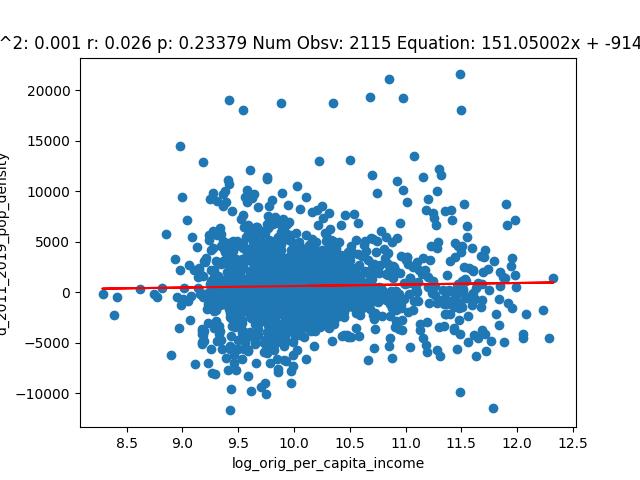 ^2: 0.001 r: 0.026 p: 0.23379 Num Obsv: 2115 Equation: 151.05002x + -914
20000
15000
10000
5000
0
−5000
−10000
d_2011_2019_pop_density
8.5 9.0 9.5 10.0 10.5 11.0 11.5 12.0 12.5
log_orig_per_capita_income